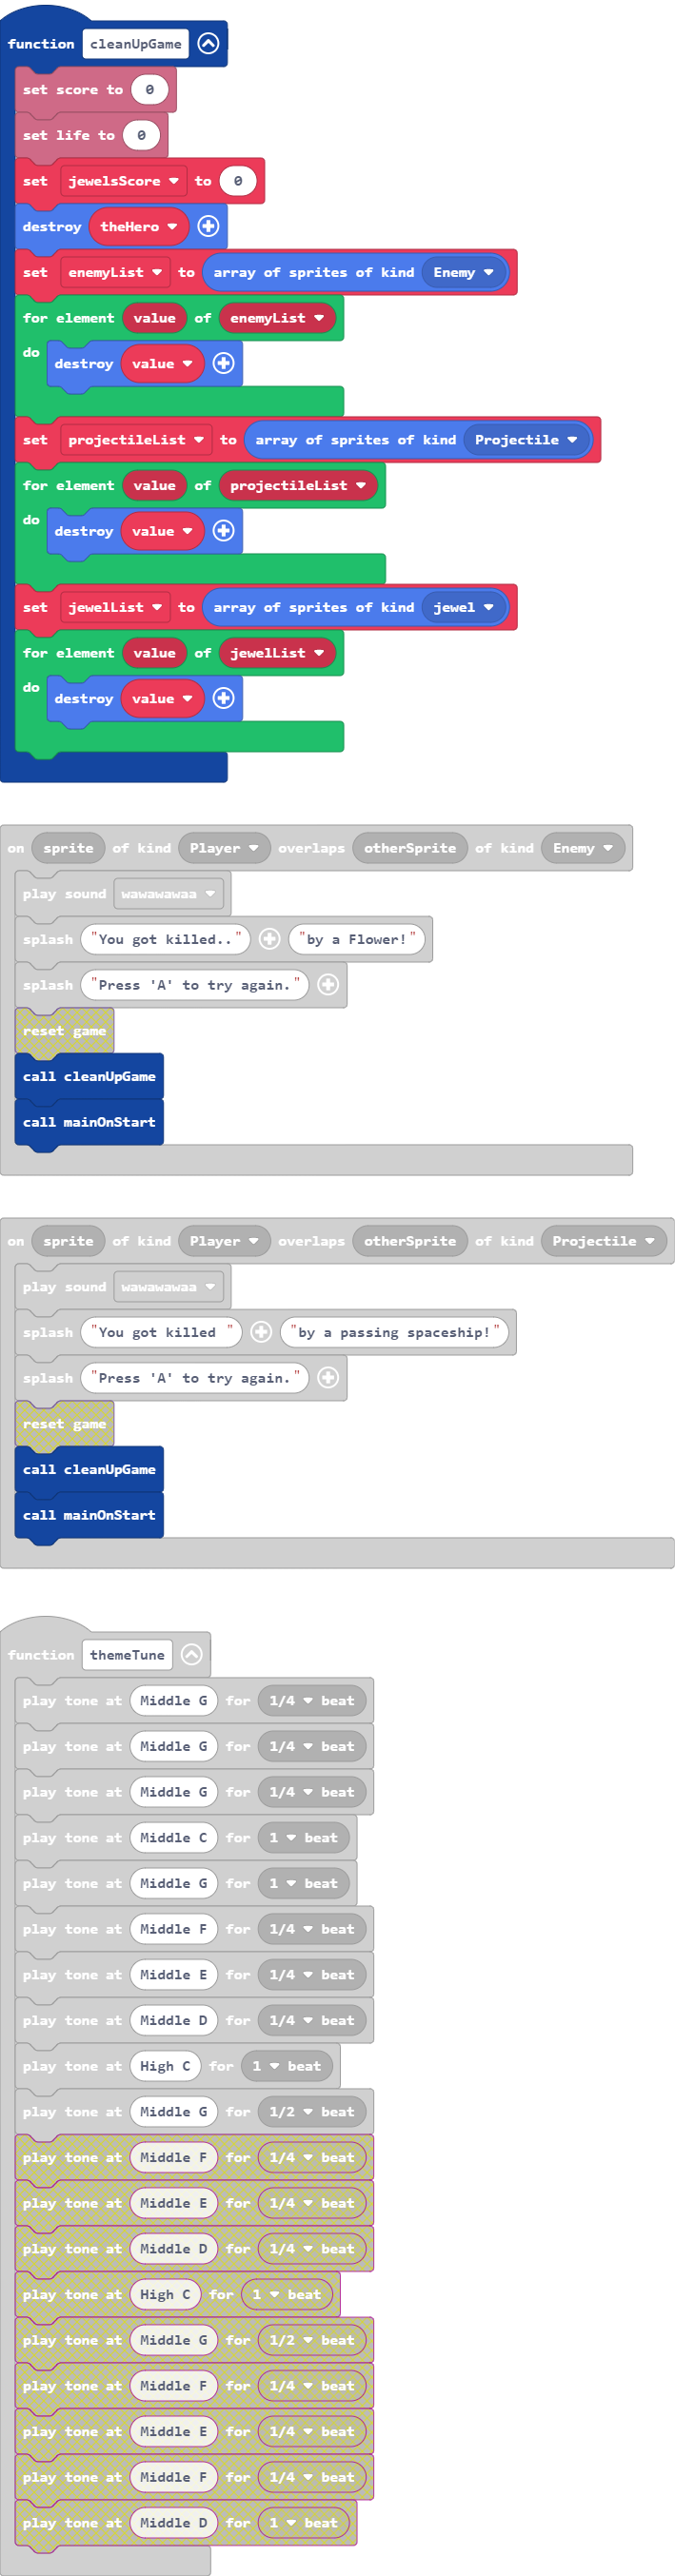 function cleanUpGame
set score to 0
set life to 0
set jewelsScore to 0
destroy theHero
set enemyList to array of sprites of kind Enemy
for element value of enemyList
do
destroy value
set projectileList to array of sprites of kind Projectile
for element value of projectileList
do
destroy value
set jewelList to array of sprites of kind jewel
for element value of jewelList
do
destroy value
on sprite of kind Player overlaps otherSprite of kind Enemy
play sound wawawawaa
splash "You got killed.." "by a Flower!"
splash "Press 'A' to try again."
reset game
call cleanUpGame
call mainOnStart
on sprite of kind Player overlaps otherSprite of kind Projectile
play sound wawawawaa
splash "You got killed " "by a passing spaceship!"
splash "Press 'A' to try again."
reset game
call cleanUpGame
call mainOnStart
function themeTune
play tone at Middle G for 1/4 beat
play tone at Middle G for 1/4 beat
play tone at Middle G for 1/4 beat
play tone at Middle C for 1 beat
play tone at Middle G for 1 beat
play tone at Middle F for 1/4 beat
play tone at Middle E for 1/4 beat
play tone at Middle D for 1/4 beat
play tone at High C for 1 beat
play tone at Middle G for 1/2 beat
play tone at Middle F for 1/4 beat
play tone at Middle E for 1/4 beat
play tone at Middle D for 1/4 beat
play tone at High C for 1 beat
play tone at Middle G for 1/2 beat
play tone at Middle F for 1/4 beat
play tone at Middle E for 1/4 beat
play tone at Middle F for 1/4 beat
play tone at Middle D for 1 beat